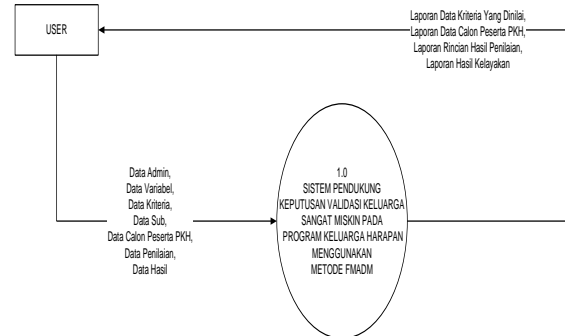 USER
Laporan Data Kriteria Yang Dinilai,
Laporan Data Calon Peserta PKH,
Laporan Rincian Hasil Penilaian,
Laporan Hasil Kelayakan
Data Admin,
Data Variabel,
Data Kriteria,
Data Sub,
Data Calon Peserta PKH,
Data Penilaian,
Data Hasil
1.0
SISTEM PENDUKUNG
KEPUTUSAN VALIDASI KELUARGA
SANGAT MISKIN PADA
PROGRAM KELUARGA HARAPAN
MENGGUNAKAN
METODE FMADM